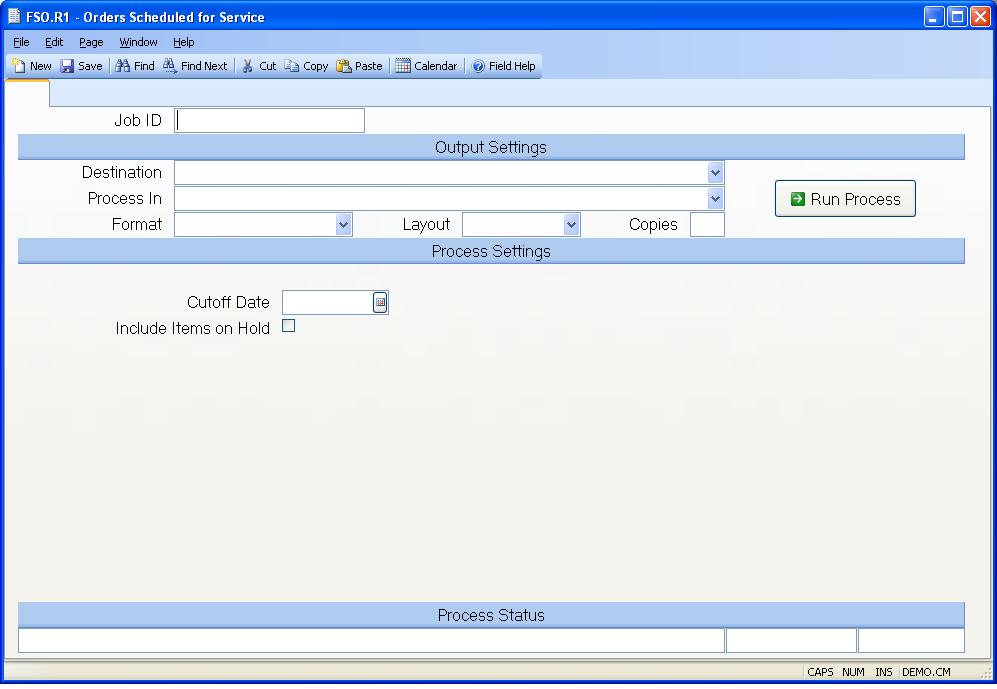 FSO.R1 - Orders Scheduled for Service
File Edit Page Window Help
New Save Find Find Next Cut Copy Paste Calendar Field Help
Job ID
Output Settings
Destination
Process In
Run Process
Format Layout Copies
Process Settings
Cutoff Date
Include Items on Hold
Process Status
CAPS NUM INS DEMO.CM